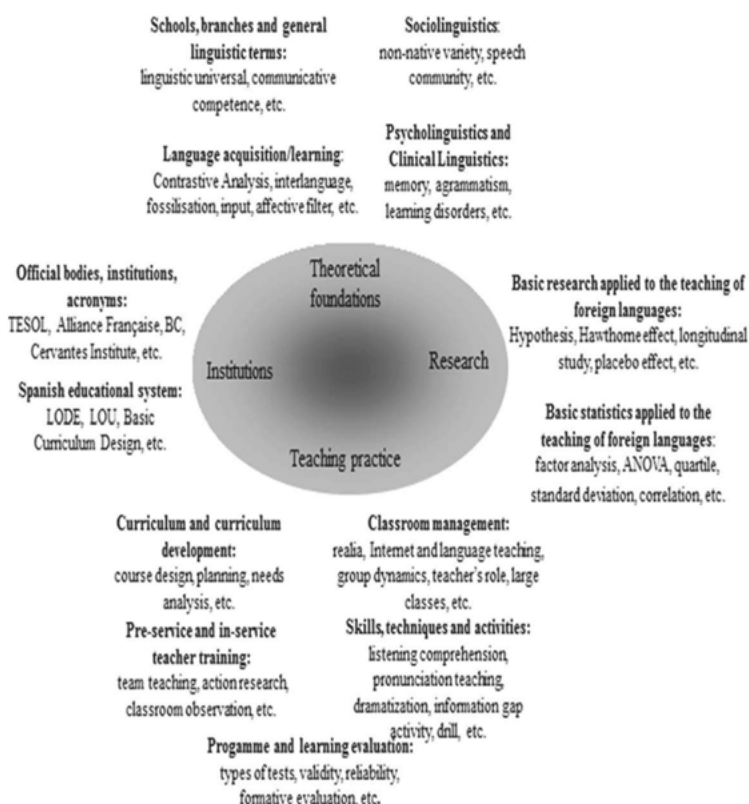 Schools, branches and general
linguistic terms:
linguistic universal, communicative
competence, etc.
Sociolinguistics:
non-native variety, speech
community, etc.
Language acquisition/learning:
Contrastive Analysis, interlanguage,
fossilisation, input, affective filter, etc.
Psycholinguistics and
Clinical Linguistics:
memory, agrammatism,
learning disorders, etc.
Official bodies, institutions,
acronyms:
TESOL, Alliance Française, BC,
Cervantes Institute, etc.
Spanish educational system:
LODE, LOU, Basic
Curriculum Design, etc.
Theoretical
foundations
Institutions
Research
Teaching practice
Basic research applied to the teaching of
foreign languages:
Hypothesis, Hawthorne effect, longitudinal
study, placebo effect, etc.
Basic statistics applied to the
teaching of foreign languages:
factor analysis, ANOVA, quartile,
standard deviation, correlation, etc.
Curriculum and curriculum
development:
course design, planning, needs
analysis, etc.
Pre-service and in-service
teacher training:
team teaching, action research,
classroom observation, etc.
Classroom management:
realia, Internet and language teaching,
group dynamics, teacher's role, large
classes, etc.
Skills, techniques and activities:
listening comprehension,
pronunciation teaching,
dramatization, information gap
activity, drill, etc.
Progamme and learning evaluation:
types of tests, validity, reliability,
formative evaluation, etc.